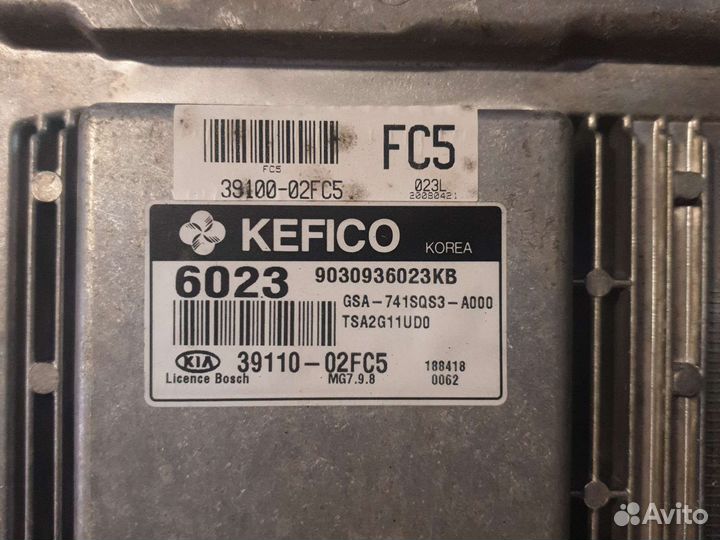 FC5
FC5
39100-02FC5
023L
20080421
KEFICO
KOREA
6023
9030936023KB
GSA-741SQS3-A000
TSA2G11UD0
KIA
39110-02FC5
188418
Licence Bosch
MG7.9.8
0062
Avito